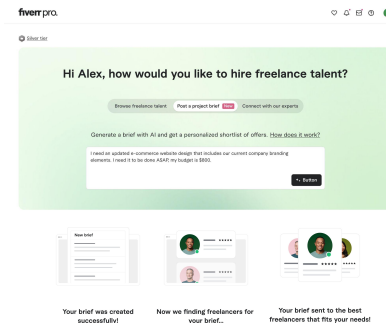 fiverr pro.
Silver tier
Hi Alex, how would you like to hire freelance talent?
Browse freelance talent Post a project brief New Connect with our experts
Generate a brief with AI and get a personalized shortlist of offers. How does it work?
I need an updated e-commerce website design that includes our current company branding
elements. I need it to be done ASAP, my budget is $800.
Button
New brief
Your brief was created
successfully!
Now we finding freelancers for
your brief...
Your brief sent to the best
freelancers that fits your needs!